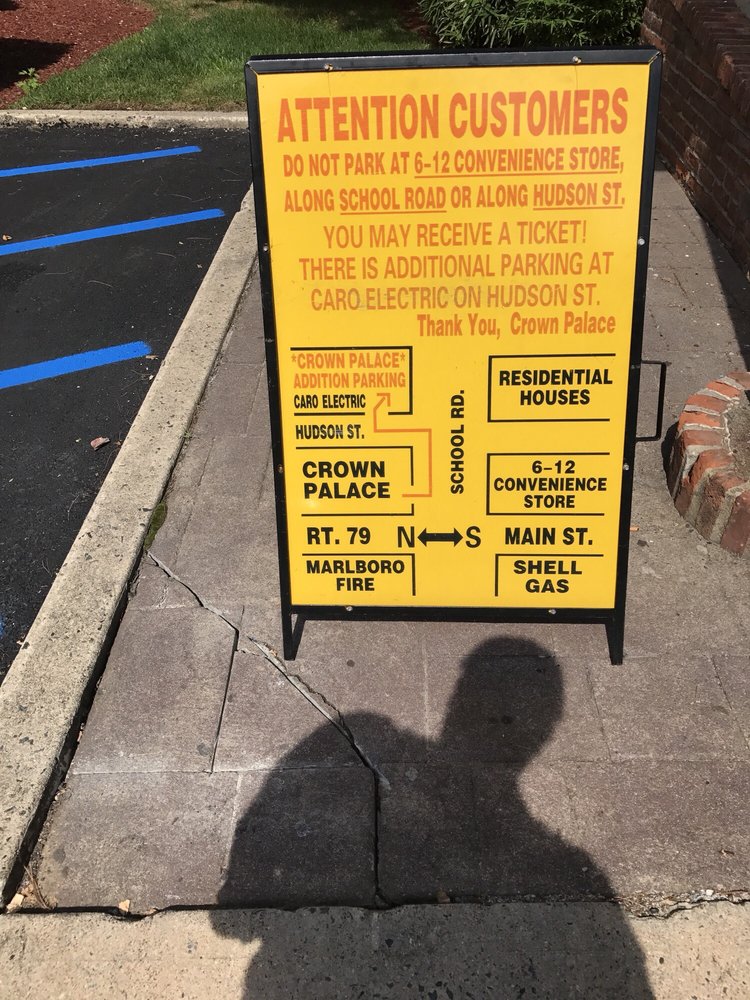 ATTENTION CUSTOMERS
DO NOT PARK AT 6-12 CONVENIENCE STORE,
ALONG SCHOOL ROAD OR ALONG HUDSON ST.
YOU MAY RECEIVE A TICKET!
THERE IS ADDITIONAL PARKING AT
CARO ELECTRIC ON HUDSON ST.
Thank You, Crown Palace
*CROWN PALACE*
ADDITION PARKING
CARO ELECTRIC
HUDSON ST.
CROWN
PALACE
SCHOOL RD.
RESIDENTIAL
HOUSES
6-12
CONVENIENCE
STORE
RT. 79 N S MAIN ST.
MARLBORO
FIRE
SHELL
GAS